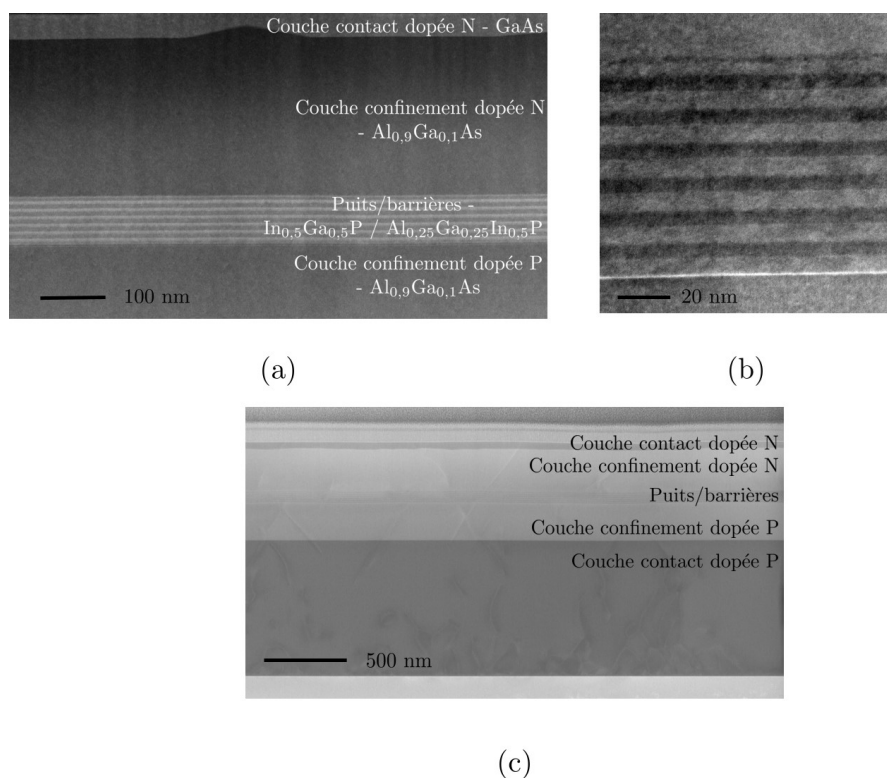 Couche contact dopée N - GaAs
Couche confinement dopée N
- Al₀,₉Ga₀,₁As
Puits/barrières -
In₀,₅Ga₀,₅P / Al₀,₂₅Ga₀,₂₅In₀,₅P
Couche confinement dopée P
- Al₀,₉Ga₀,₁As
100 nm
20 nm
(a)
(b)
Couche contact dopée N
Couche confinement dopée N
Puits/barrières
Couche confinement dopée P
Couche contact dopée P
500 nm
(c)